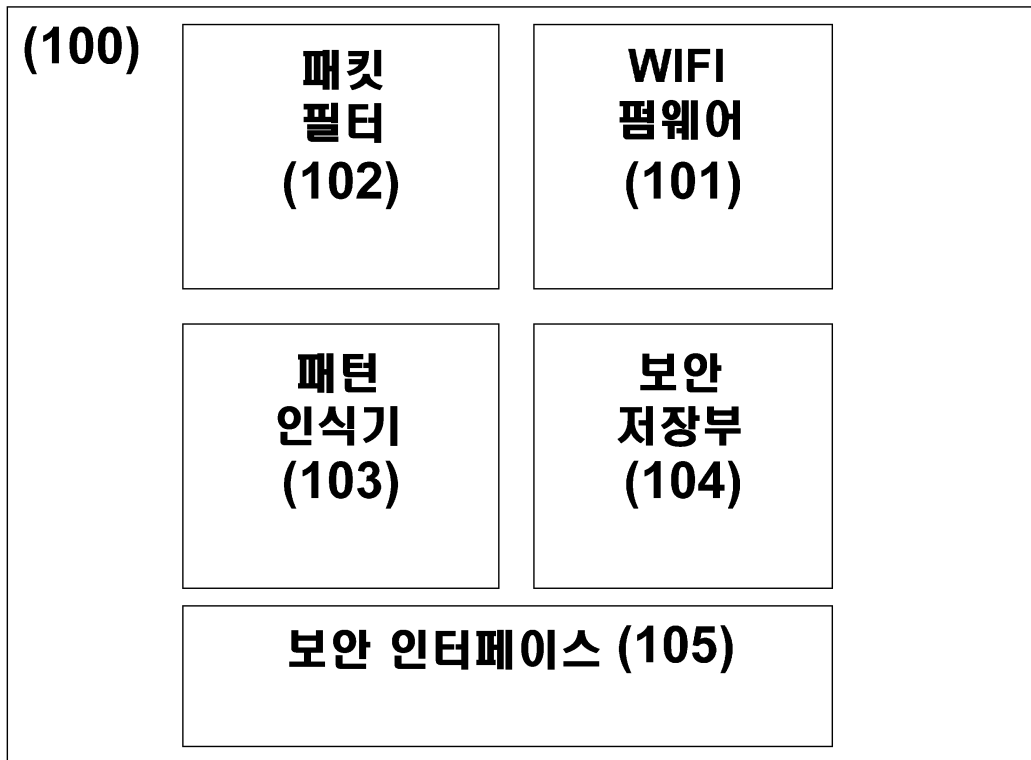 (100)
패킷
필터
(102)
WIFI
펌웨어
(101)
패턴
인식기
(103)
보안
저장부
(104)
보안 인터페이스 (105)